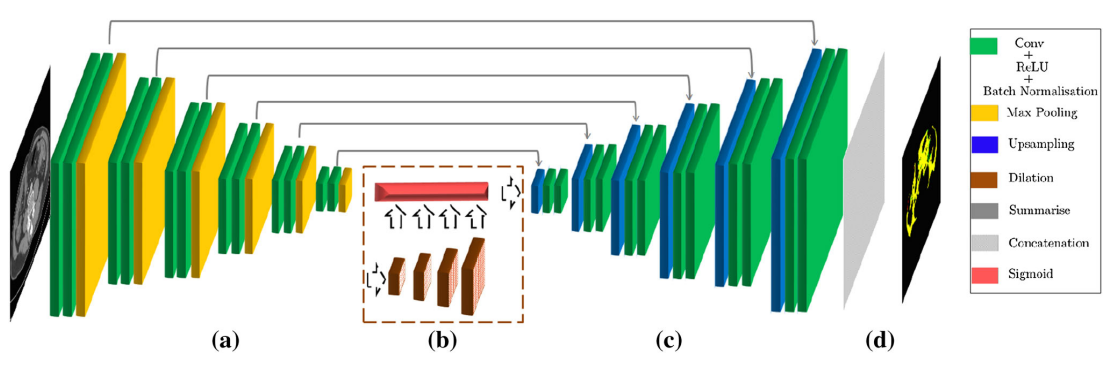 Conv
+
ReLU
+
Batch Normalisation
Max Pooling
Upsampling
Dilation
Summarise
Concatenation
Sigmoid
(a)
(b)
(c)
(d)